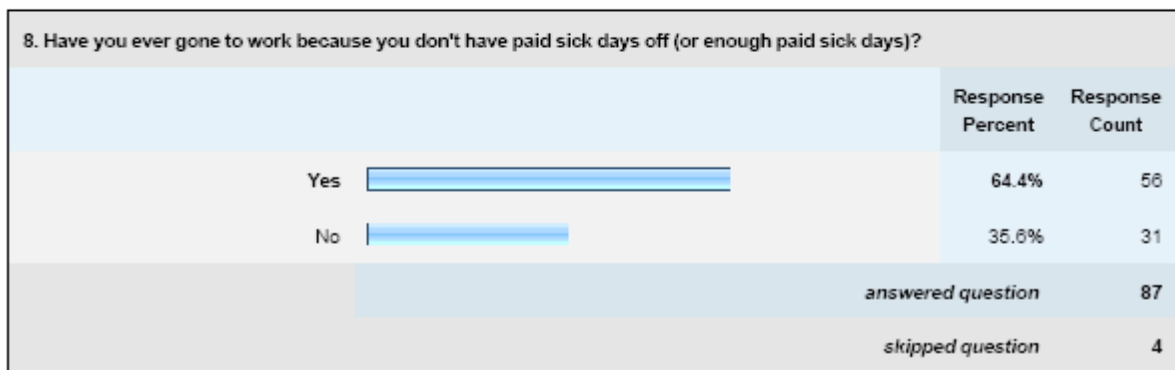 8. Have you ever gone to work because you don't have paid sick days off (or enough paid sick days)?
Response Percent
Response Count
Yes 64.4% 56
No 35.6% 31
answered question 87
skipped question 4